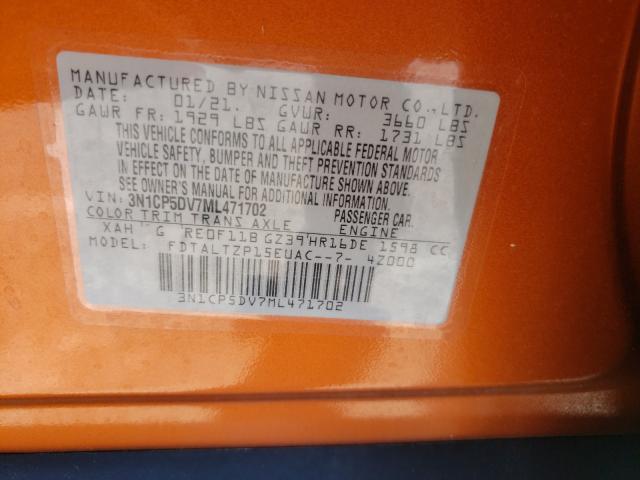 MANUFACTURED BY NISSAN MOTOR CO.,LTD.
DATE: 01/21. GVWR: 3660 LBS
GAWR FR: 1929 LBS GAWR RR: 1731 LBS
THIS VEHICLE CONFORMS TO ALL APPLICABLE FEDERAL MOTOR
VEHICLE SAFETY, BUMPER AND THEFT PREVENTION STANDARDS
IN EFFECT ON THE DATE OF MANUFACTURE SHOWN ABOVE.
SEE OWNER'S MANUAL FOR ADDITIONAL INFORMATION.
VIN: 3N1CP5DV7ML471702 PASSENGER CAR.
COLOR TRIM TRANS AXLE ENGINE
XAH G RE0F11B GZ39 HR16DE 1598 CC
MODEL: FDTALTZP15EUAC--7- 4Z000
3N1CP5DV7ML471702